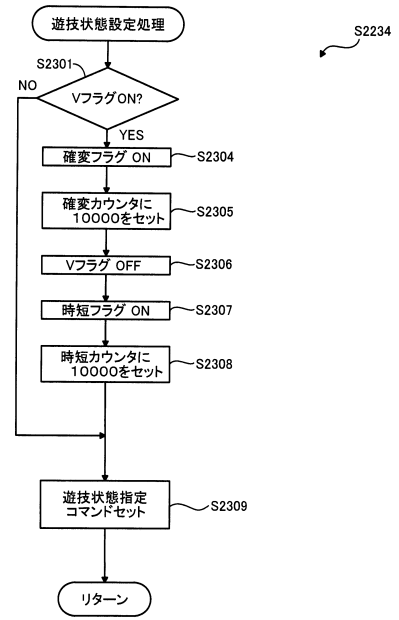 遊技状態設定処理
S2234
S2301
VフラグON?
NO
YES
確変フラグ ON
S2304
確変カウンタに
10000をセット
S2305
Vフラグ OFF
S2306
時短フラグ ON
S2307
時短カウンタに
10000をセット
S2308
遊技状態指定
コマンドセット
S2309
リターン